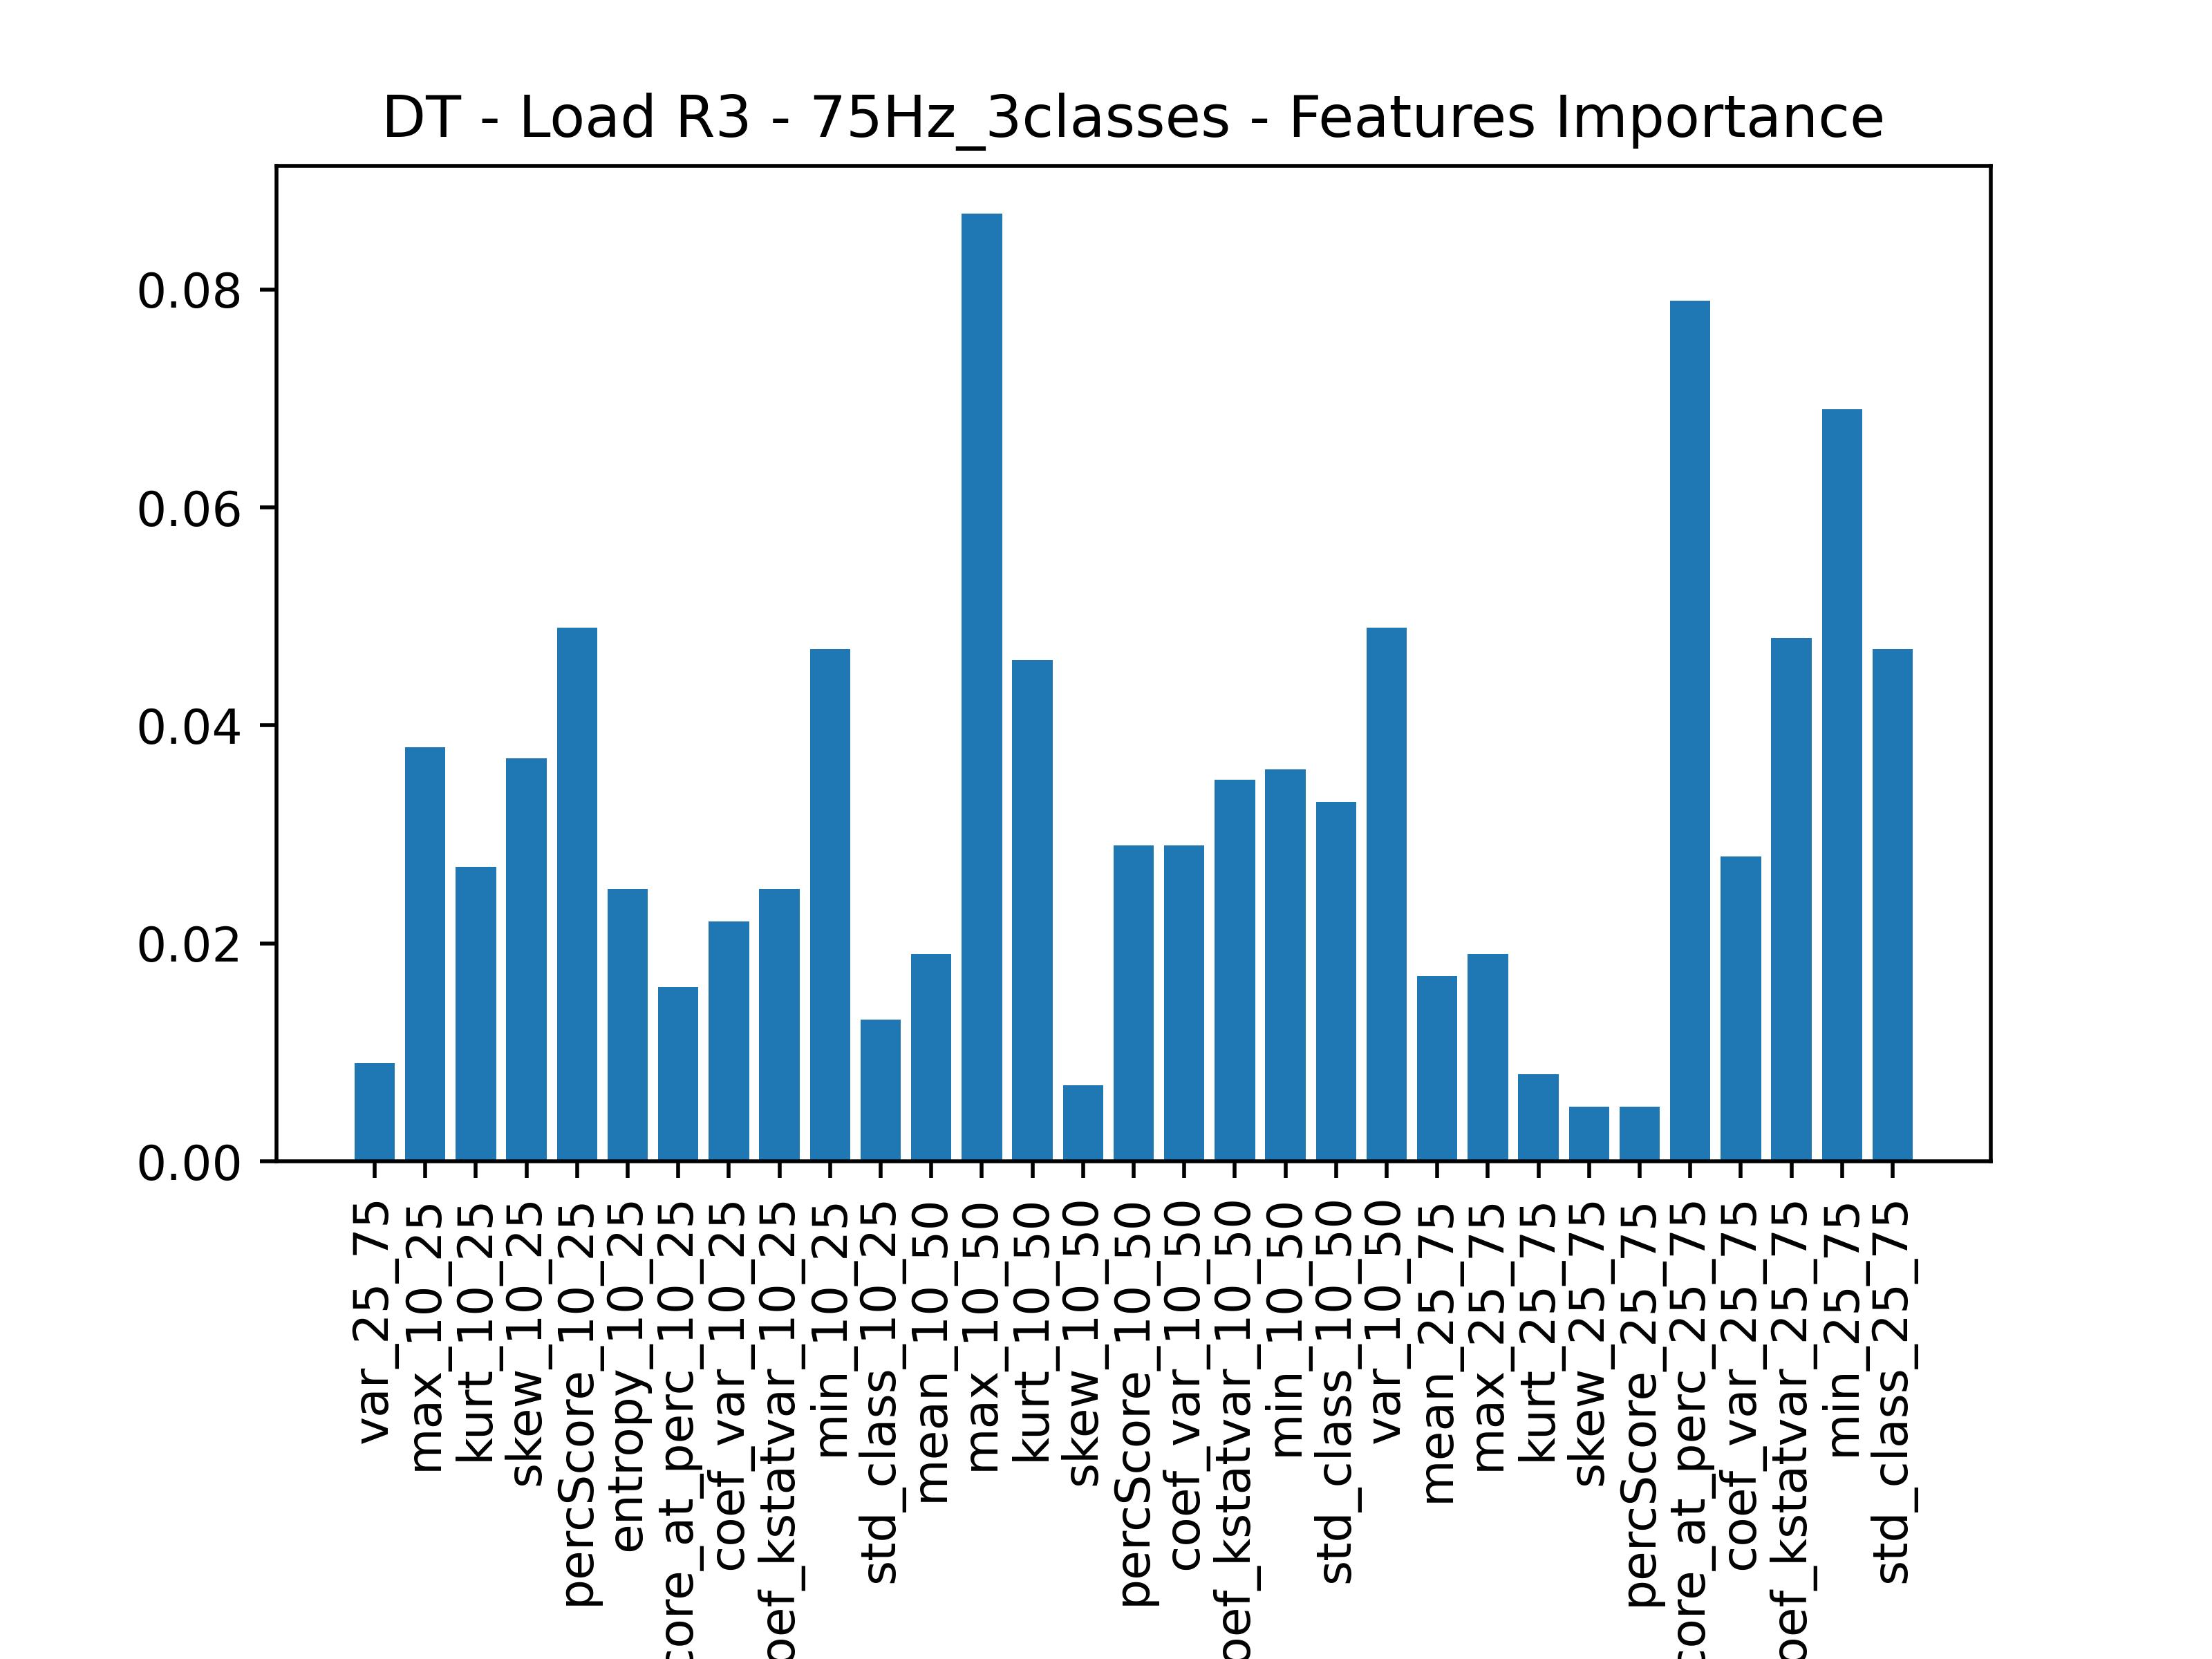 DT - Load R3 - 75Hz_3classes - Features Importance
0.08
0.06
0.04
0.02
0.00
var_25_75
max_10_25
kurt_10_25
skew_10_25
percScore_10_25
entropy_10_25
core_at_perc_10_25
coef_var_10_25
oef_kstatvar_10_25
min_10_25
std_class_10_25
mean_10_50
max_10_50
kurt_10_50
skew_10_50
percScore_10_50
coef_var_10_50
oef_kstatvar_10_50
min_10_50
std_class_10_50
var_10_50
mean_25_75
max_25_75
kurt_25_75
skew_25_75
percScore_25_75
core_at_perc_25_75
coef_var_25_75
oef_kstatvar_25_75
min_25_75
std_class_25_75